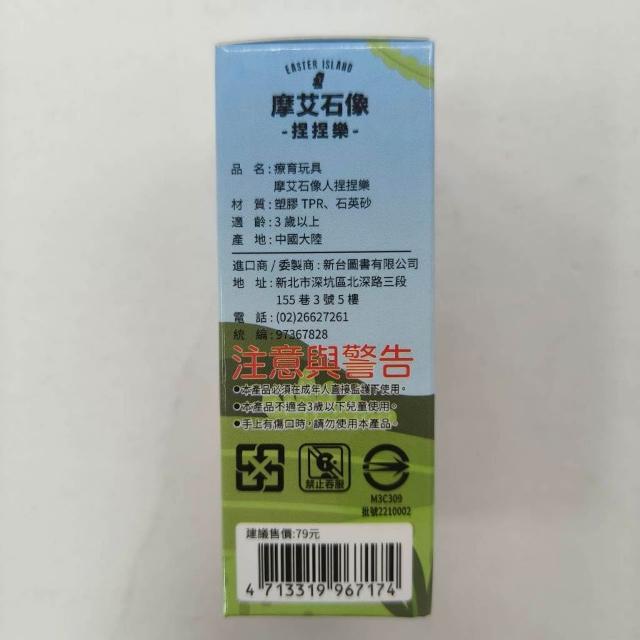 EASTER ISLAND
摩艾石像
-捏捏樂-
品 名:療育玩具
摩艾石像人捏捏樂
材 質:塑膠 TPR、石英砂
適 齡:3 歲以上
產 地:中國大陸
進口商/委製商:新台圖書有限公司
地 址:新北市深坑區北深路三段
155 巷 3 號 5 樓
電 話:(02)26627261
統 編:97367828
注意與警告
●本產品必須在成年人直接監護下使用。
●本產品不適合3歲以下兒童使用。
●手上有傷口時,請勿使用本產品。
禁止吞服
M3C309
批號2210002
建議售價:79元
4 713319 967174